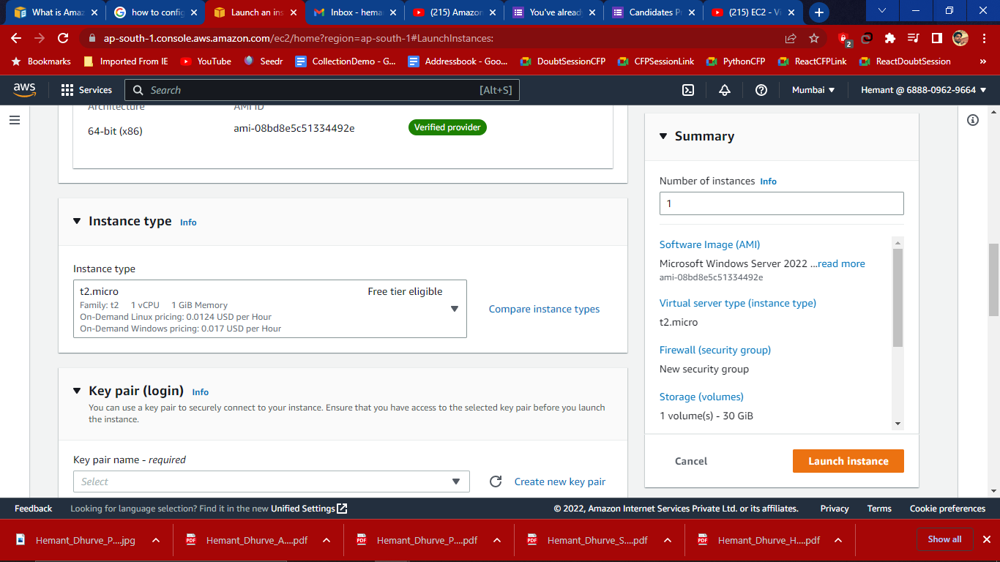 What is Amaz
how to config
Launch an ins
Inbox - hema
(215) Amazon
You've alread
Candidates Pr
(215) EC2 - Vi
ap-south-1.console.aws.amazon.com/ec2/home?region=ap-south-1#LaunchInstances:
2
Bookmarks
Imported From IE
YouTube
Seedr
CollectionDemo - G...
Addressbook - Goo...
DoubtSessionCFP
CFPSessionLink
PythonCFP
ReactCFPLink
ReactDoubtSession
»
aws
Services
Search [Alt+S]
Mumbai
Hemant @ 6888-0962-9664
Architecture
AMI ID
64-bit (x86)
ami-08bd8e5c51334492e
Verified provider
Instance type Info
Instance type
t2.micro Free tier eligible
Family: t2 1 vCPU 1 GiB Memory
On-Demand Linux pricing: 0.0124 USD per Hour
On-Demand Windows pricing: 0.017 USD per Hour
Compare instance types
Key pair (login) Info
You can use a key pair to securely connect to your instance. Ensure that you have access to the selected key pair before you launch
the instance.
Key pair name - required
Select
Create new key pair
Summary
Number of instances Info
1
Software Image (AMI)
Microsoft Windows Server 2022 ...read more
ami-08bd8e5c51334492e
Virtual server type (instance type)
t2.micro
Firewall (security group)
New security group
Storage (volumes)
1 volume(s) - 30 GiB
Cancel
Launch instance
Feedback
Looking for language selection? Find it in the new Unified Settings
© 2022, Amazon Internet Services Private Ltd. or its affiliates.
Privacy
Terms
Cookie preferences
Hemant_Dhurve_P....jpg
Hemant_Dhurve_A....pdf
Hemant_Dhurve_P....pdf
Hemant_Dhurve_S....pdf
Hemant_Dhurve_H....pdf
Show all